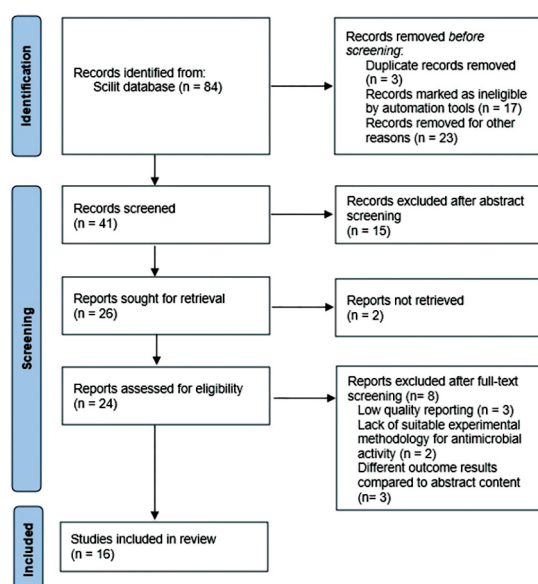 Identification
Records identified from:
Scilit database (n = 84)
Records removed before
screening:
Duplicate records removed
(n = 3)
Records marked as ineligible
by automation tools (n = 17)
Records removed for other
reasons (n = 23)
Screening
Records screened
(n = 41)
Records excluded after abstract
screening
(n = 15)
Reports sought for retrieval
(n = 26)
Reports not retrieved
(n = 2)
Reports assessed for eligibility
(n = 24)
Reports excluded after full-text
screening (n= 8)
Low quality reporting (n = 3)
Lack of suitable experimental
methodology for antimicrobial
activity (n = 2)
Different outcome results
compared to abstract content
(n= 3)
Included
Studies included in review
(n = 16)